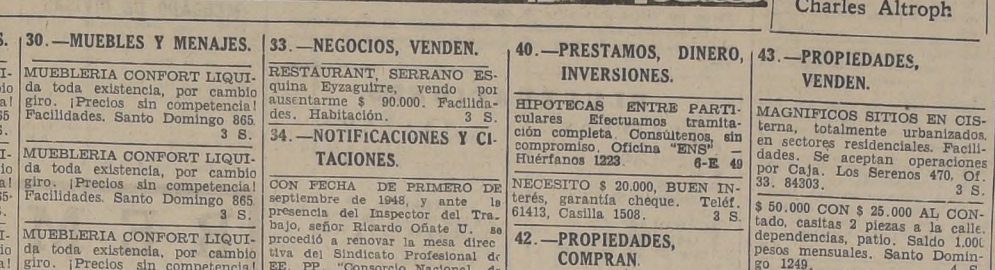 Charles Altroph
30.—MUEBLES Y MENAJES.
MUEBLERIA CONFORT LIQUI-
da toda existencia, por cambio
giro. ¡Precios sin competencia!
Facilidades. Santo Domingo 865.
3 S.
MUEBLERIA CONFORT LIQUI-
da toda existencia, por cambio
giro. ¡Precios sin competencia!
Facilidades. Santo Domingo 865.
3 S.
MUEBLERIA CONFORT LIQUI-
da toda existencia, por cambio
giro. ¡Precios sin competencia!
33.—NEGOCIOS, VENDEN.
RESTAURANT, SERRANO ES-
quina Eyzaguirre, vendo por
ausentarme $ 90.000. Facilida-
des. Habitación. 3 S.
34.—NOTIFICACIONES Y CI-
TACIONES.
CON FECHA DE PRIMERO DE
septiembre de 1948, y ante la
presencia del Inspector del Tra-
bajo, señor Ricardo Oñate U. se
procedió a renovar la mesa direc
tiva del Sindicato Profesional de
EE. PP. "Consorcio Nacional
40.—PRESTAMOS, DINERO,
INVERSIONES.
HIPOTECAS ENTRE PARTI-
culares Efectuamos tramita-
ción completa. Consúltenos, sin
compromiso. Oficina "ENS" —
Huérfanos 1223. 6-E 49
NECESITO $ 20.000, BUEN IN-
terés, garantía cheque. Teléf.
61413, Casilla 1508. 3 S.
42.—PROPIEDADES,
COMPRAN.
43.—PROPIEDADES,
VENDEN.
MAGNIFICOS SITIOS EN CIS-
terna, totalmente urbanizados,
en sectores residenciales. Facili-
dades. Se aceptan operaciones
por Caja. Los Serenos 470, Of.
33. 84303. 3 S.
$ 50.000 CON $ 25.000 AL CON-
tado, casitas 2 piezas a la calle,
dependencias, patio. Saldo 1.000
pesos mensuales. Santo Domin-
go 1249.